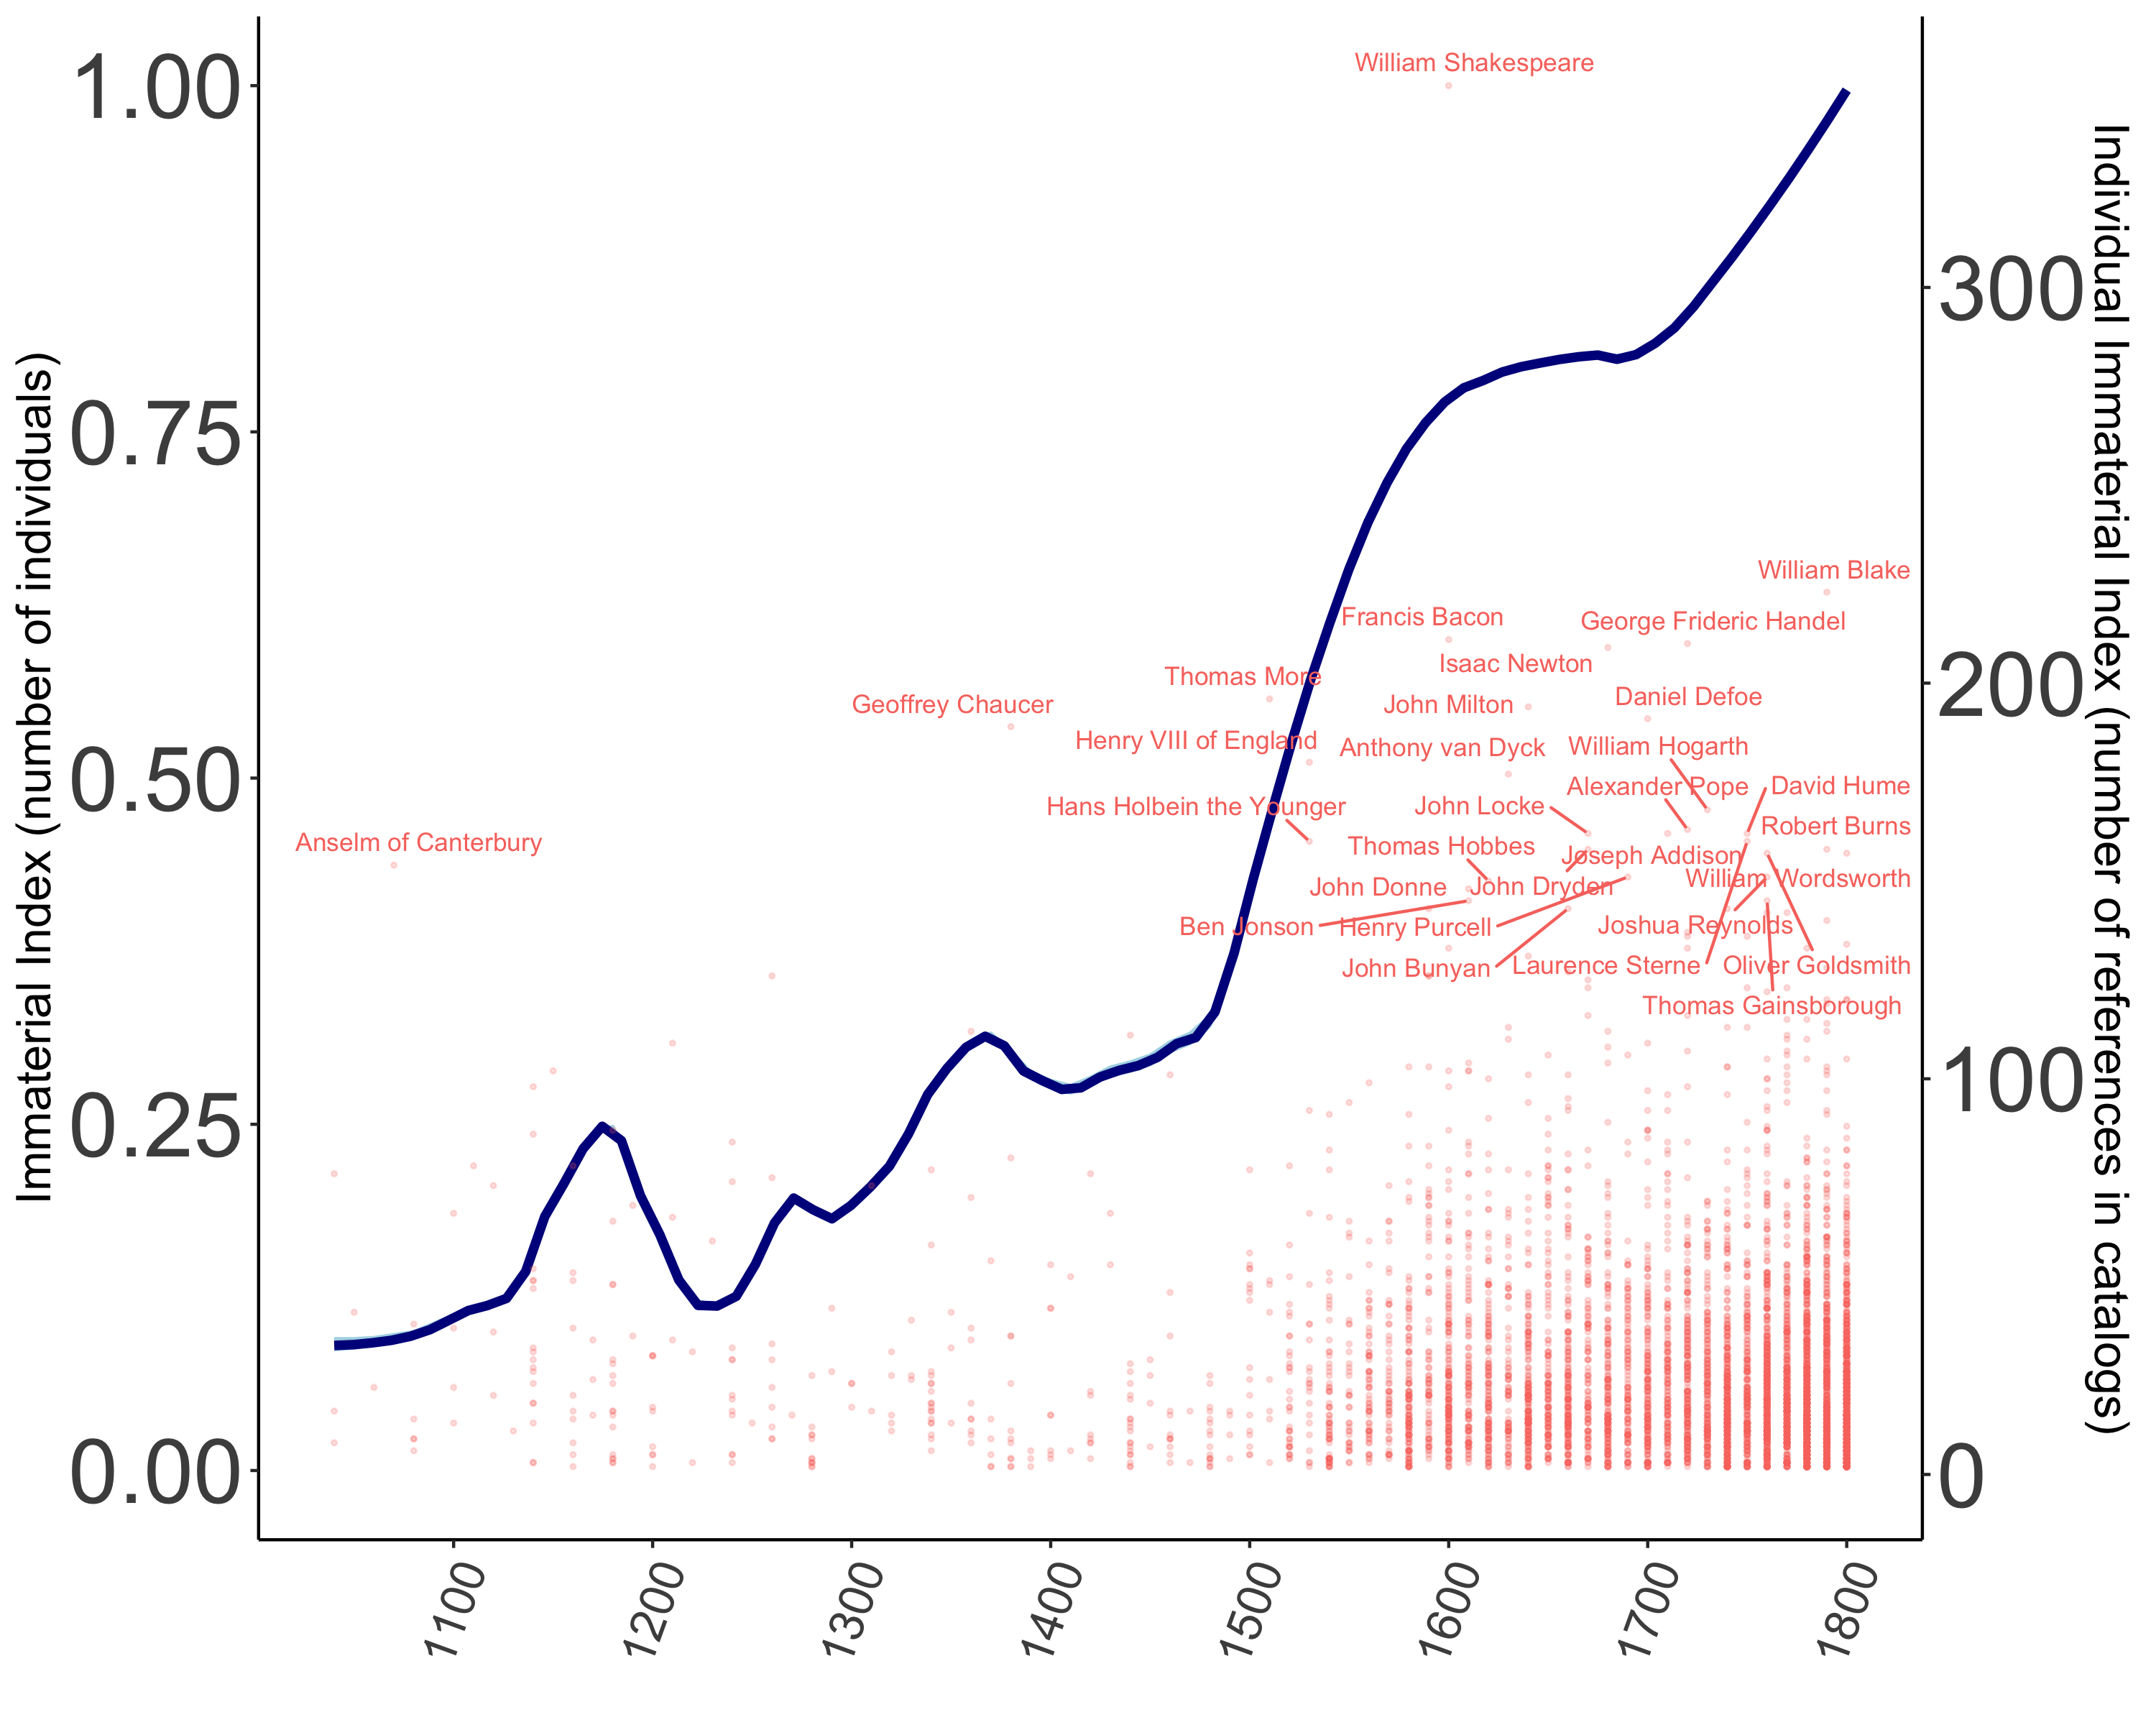 William Shakespeare
1.00
0.75
0.50
0.25
0.00
Immaterial Index (number of individuals)
William Blake
Francis Bacon
George Frideric Handel
Isaac Newton
Thomas More
Daniel Defoe
Geoffrey Chaucer
John Milton
Henry VIII of England
Anthony van Dyck
William Hogarth
Alexander Pope
David Hume
Hans Holbein the Younger
John Locke
Robert Burns
Anselm of Canterbury
Thomas Hobbes
Joseph Addison
John Donne
John Dryden
William Wordsworth
Ben Jonson
Henry Purcell
Joshua Reynolds
John Bunyan
Laurence Sterne
Oliver Goldsmith
Thomas Gainsborough
300
200
100
0
Individual Immaterial Index (number of references in catalogs)
1100
1200
1300
1400
1500
1600
1700
1800